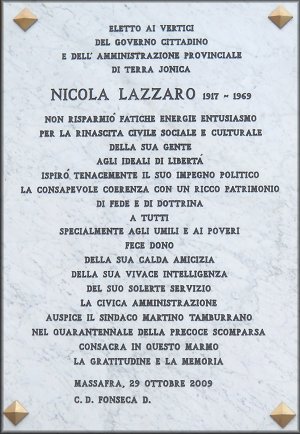 ELETTO AI VERTICI
DEL GOVERNO CITTADINO
E DELL'AMMINISTRAZIONE PROVINCIALE
DI TERRA JONICA
NICOLA LAZZARO 1917 ~ 1969
NON RISPARMIO' FATICHE ENERGIE ENTUSIASMO
PER LA RINASCITA CIVILE SOCIALE E CULTURALE
DELLA SUA GENTE
AGLI IDEALI DI LIBERTA'
ISPIRO' TENACEMENTE IL SUO IMPEGNO POLITICO
LA CONSAPEVOLE COERENZA CON UN RICCO PATRIMONIO
DI FEDE E DI DOTTRINA
A TUTTI
SPECIALMENTE AGLI UMILI E AI POVERI
FECE DONO
DELLA SUA CALDA AMICIZIA
DELLA SUA VIVACE INTELLIGENZA
DEL SUO SOLERTE SERVIZIO
LA CIVICA AMMINISTRAZIONE
AUSPICE IL SINDACO MARTINO TAMBURRANO
NEL QUARANTENNALE DELLA PRECOCE SCOMPARSA
CONSACRA IN QUESTO MARMO
LA GRATITUDINE E LA MEMORIA
MASSAFRA, 29 OTTOBRE 2009
C. D. FONSECA D.